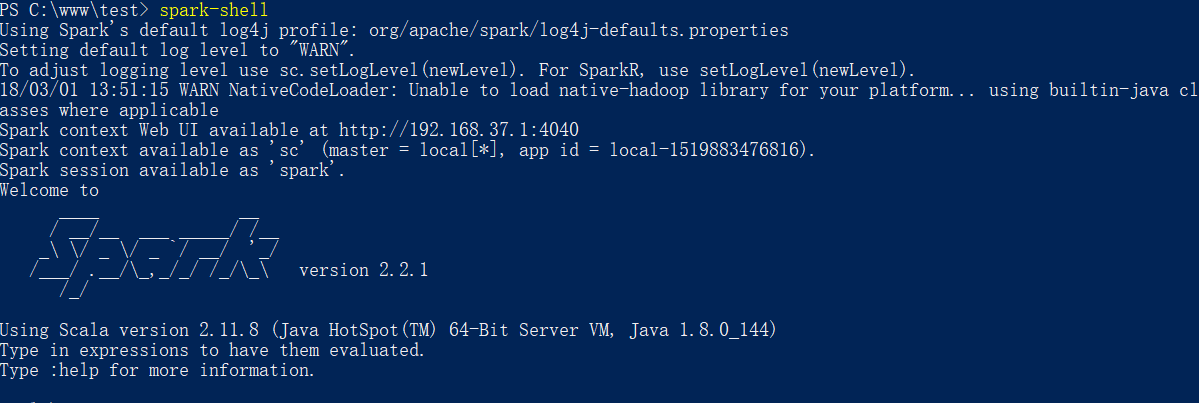 PS C:\www\test> spark-shell
Using Spark's default log4j profile: org/apache/spark/log4j-defaults.properties
Setting default log level to "WARN".
To adjust logging level use sc.setLogLevel(newLevel). For SparkR, use setLogLevel(newLevel).
18/03/01 13:51:15 WARN NativeCodeLoader: Unable to load native-hadoop library for your platform... using builtin-java cl
asses where applicable
Spark context Web UI available at http://192.168.37.1:4040
Spark context available as 'sc' (master = local[*], app id = local-1519883476816).
Spark session available as 'spark'.
Welcome to
Spark version 2.2.1
Using Scala version 2.11.8 (Java HotSpot(TM) 64-Bit Server VM, Java 1.8.0_144)
Type in expressions to have them evaluated.
Type :help for more information.